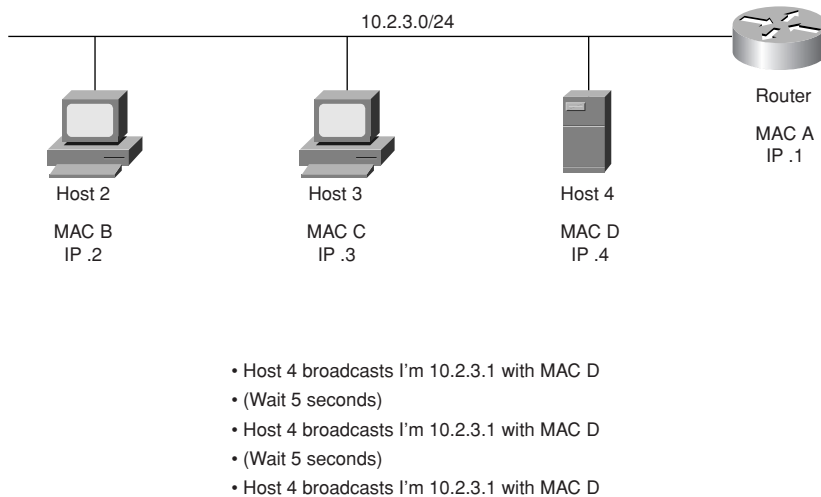 10.2.3.0/24
Router
MAC A
IP .1
Host 2
MAC B
IP .2
Host 3
MAC C
IP .3
Host 4
MAC D
IP .4
• Host 4 broadcasts I'm 10.2.3.1 with MAC D
• (Wait 5 seconds)
• Host 4 broadcasts I'm 10.2.3.1 with MAC D
• (Wait 5 seconds)
• Host 4 broadcasts I'm 10.2.3.1 with MAC D